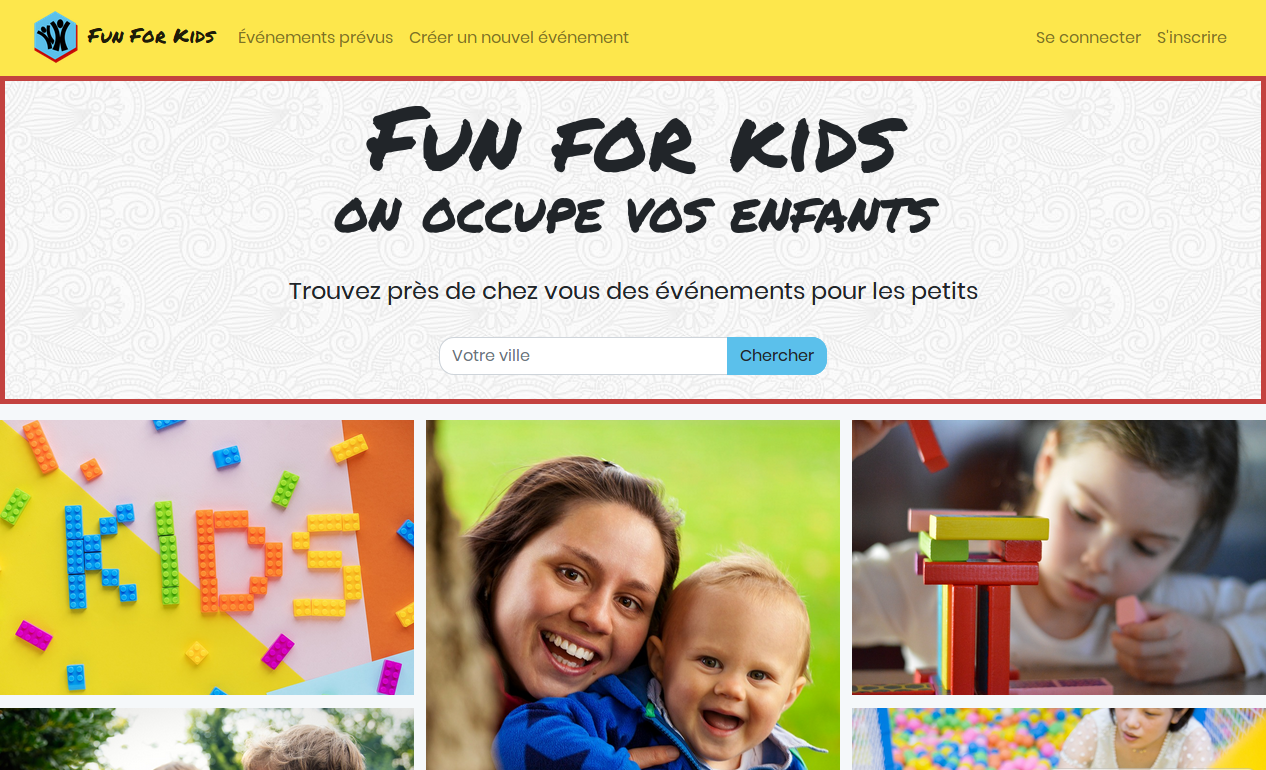 Fun For Kids
Événements prévus
Créer un nouvel événement
Se connecter
S'inscrire
Fun for kids
on occupe vos enfants
Trouvez près de chez vous des événements pour les petits
Votre ville
Chercher
KIDS